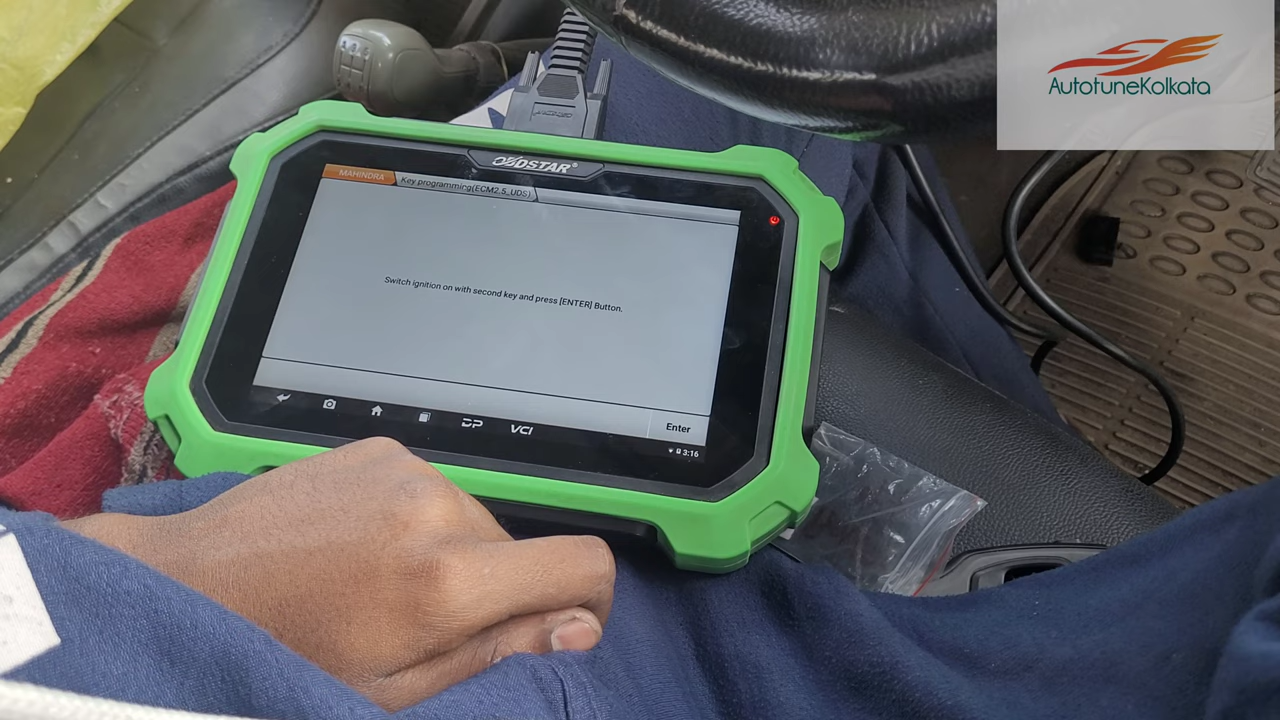 AutotuneKolkata
OBDSTAR®
MAHINDRA
Key programming(ECM2.5_UDS)
Switch ignition on with second key and press [ENTER] Button.
Enter
DP
VCI
3:16